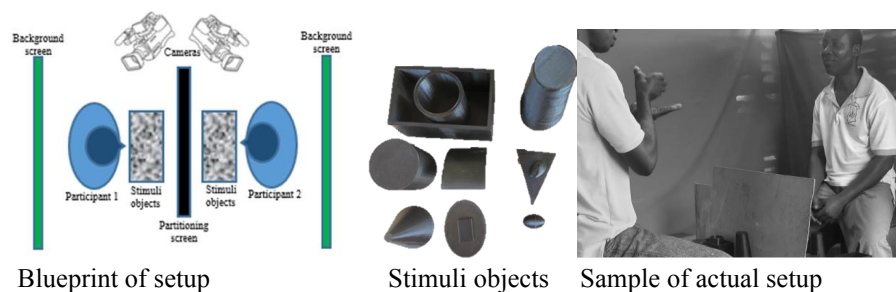 Background
screen
Cameras
Background
screen
Participant 1
Stimuli
objects
Stimuli
objects
Participant 2
Partitioning
screen
Blueprint of setup
Stimuli objects
Sample of actual setup